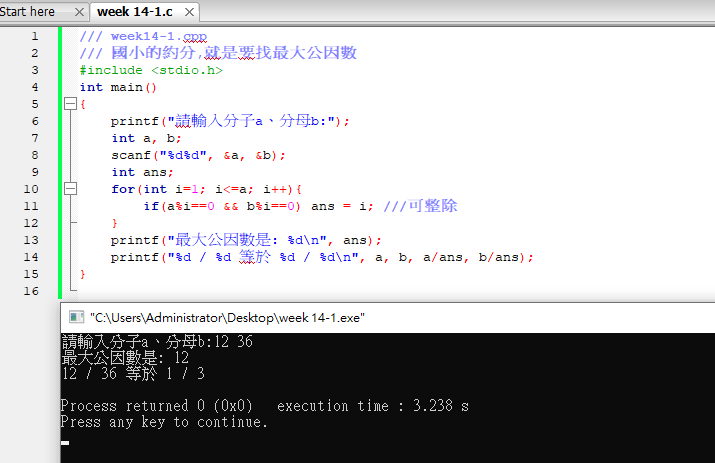 Start here × week 14-1.c ×
1 /// week14-1.cpp
2 /// 國小的約分,就是要找最大公因數
3 #include <stdio.h>
4 int main()
5 {
6 printf("請輸入分子a、分母b:");
7 int a, b;
8 scanf("%d%d", &a, &b);
9 int ans;
10 for(int i=1; i<=a; i++){
11 if(a%i==0 && b%i==0) ans = i; ///可整除
12 }
13 printf("最大公因數是: %d\n", ans);
14 printf("%d / %d 等於 %d / %d\n", a, b, a/ans, b/ans);
15 }
16
"C:\Users\Administrator\Desktop\week 14-1.exe"
請輸入分子a、分母b:12 36
最大公因數是: 12
12 / 36 等於 1 / 3
Process returned 0 (0x0) execution time : 3.238 s
Press any key to continue.